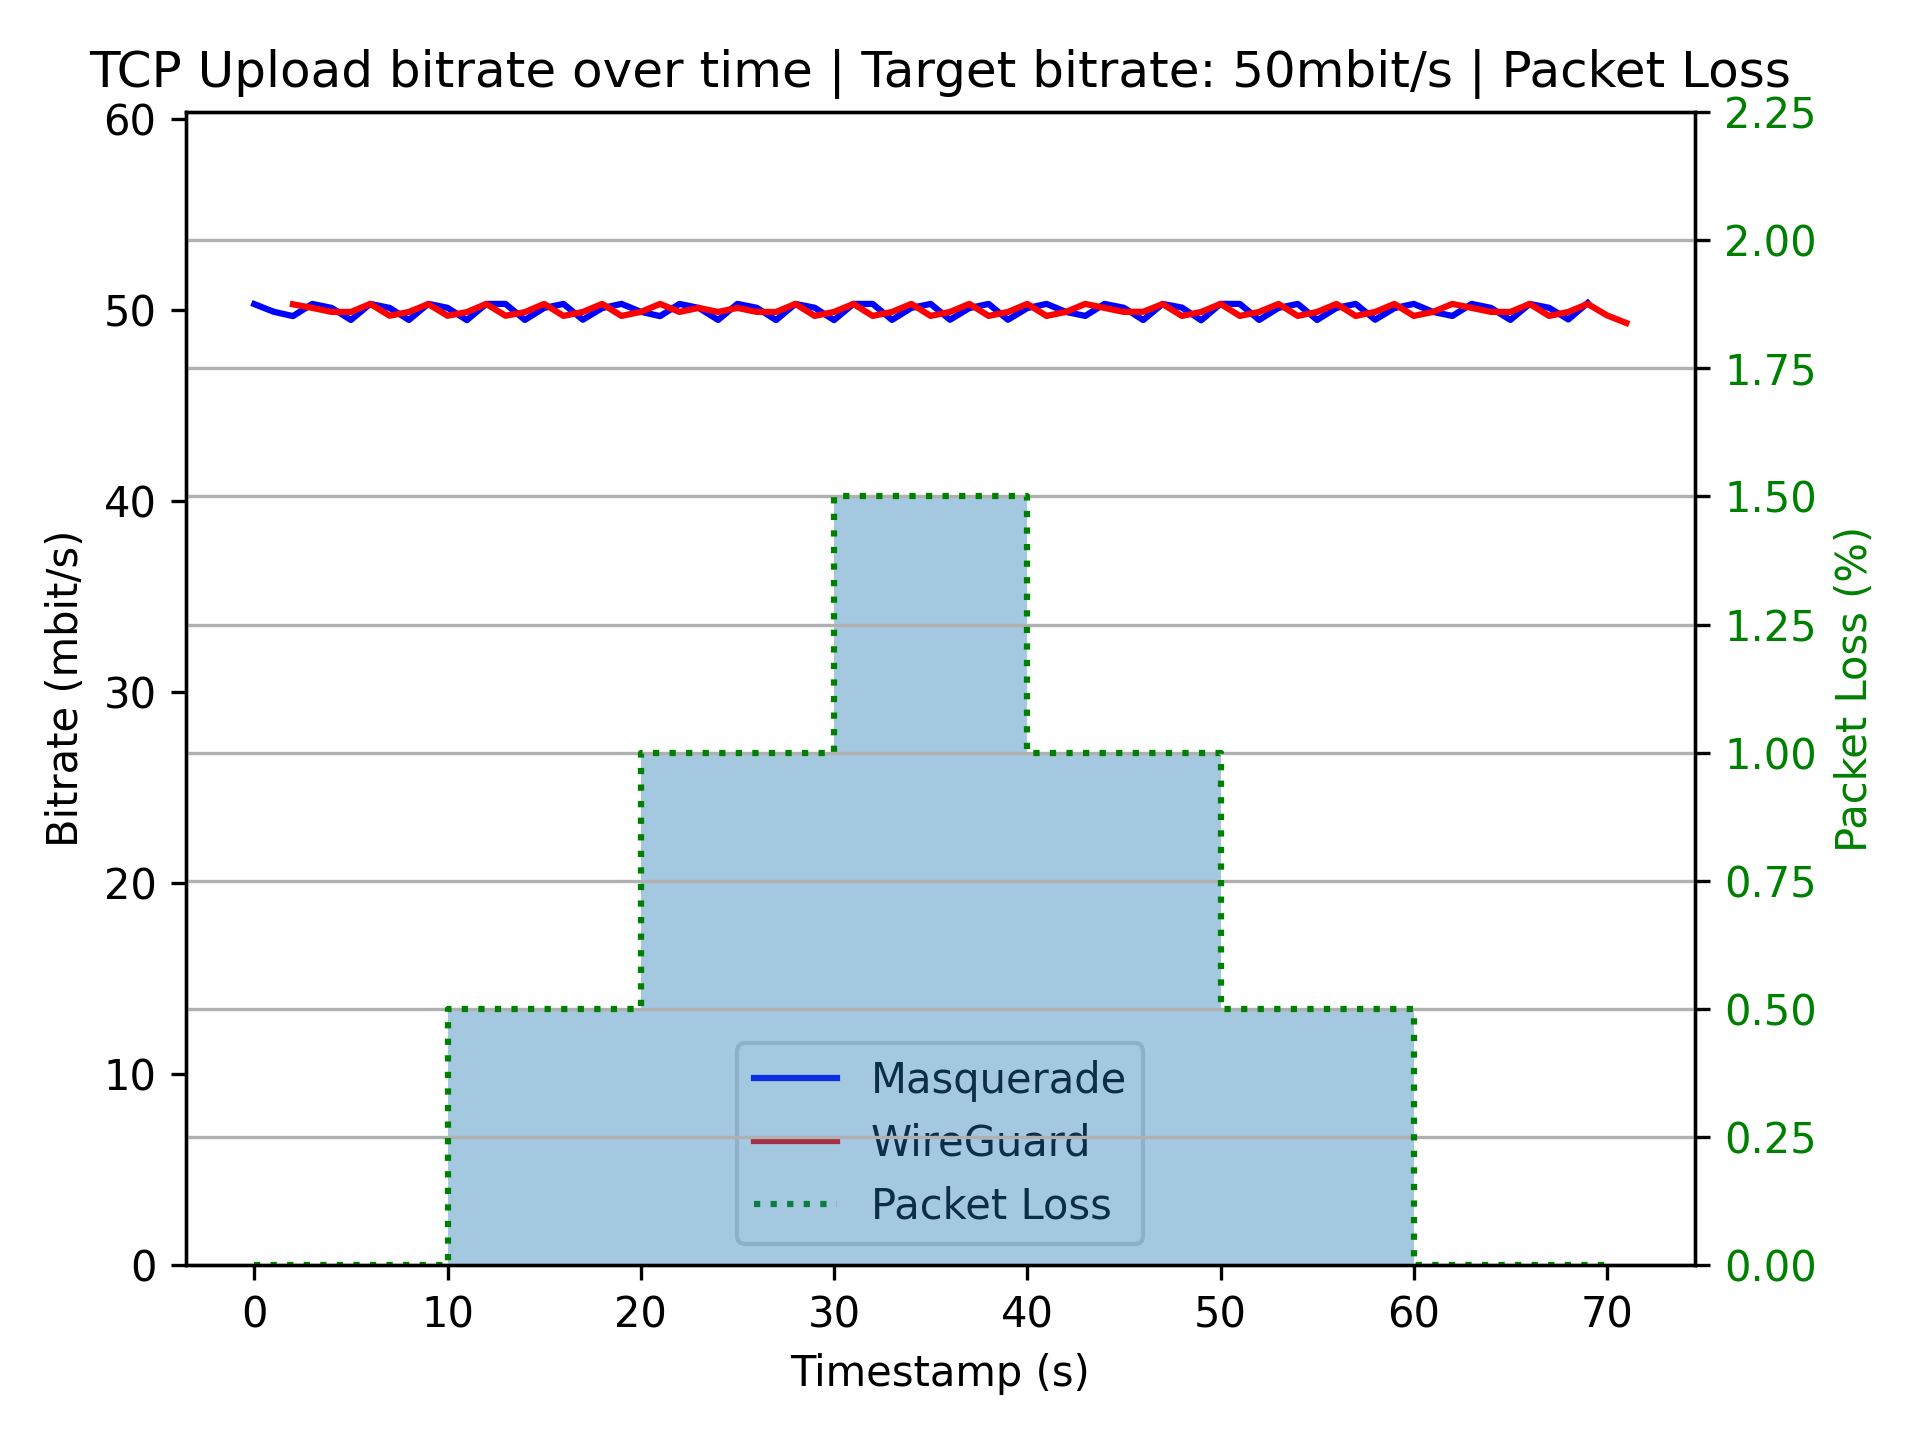 TCP Upload bitrate over time | Target bitrate: 50mbit/s | Packet Loss
60
50
40
30
20
10
0
Bitrate (mbit/s)
2.25
2.00
1.75
1.50
1.25
1.00
0.75
0.50
0.25
0.00
Packet Loss (%)
Masquerade
WireGuard
Packet Loss
0 10 20 30 40 50 60 70
Timestamp (s)